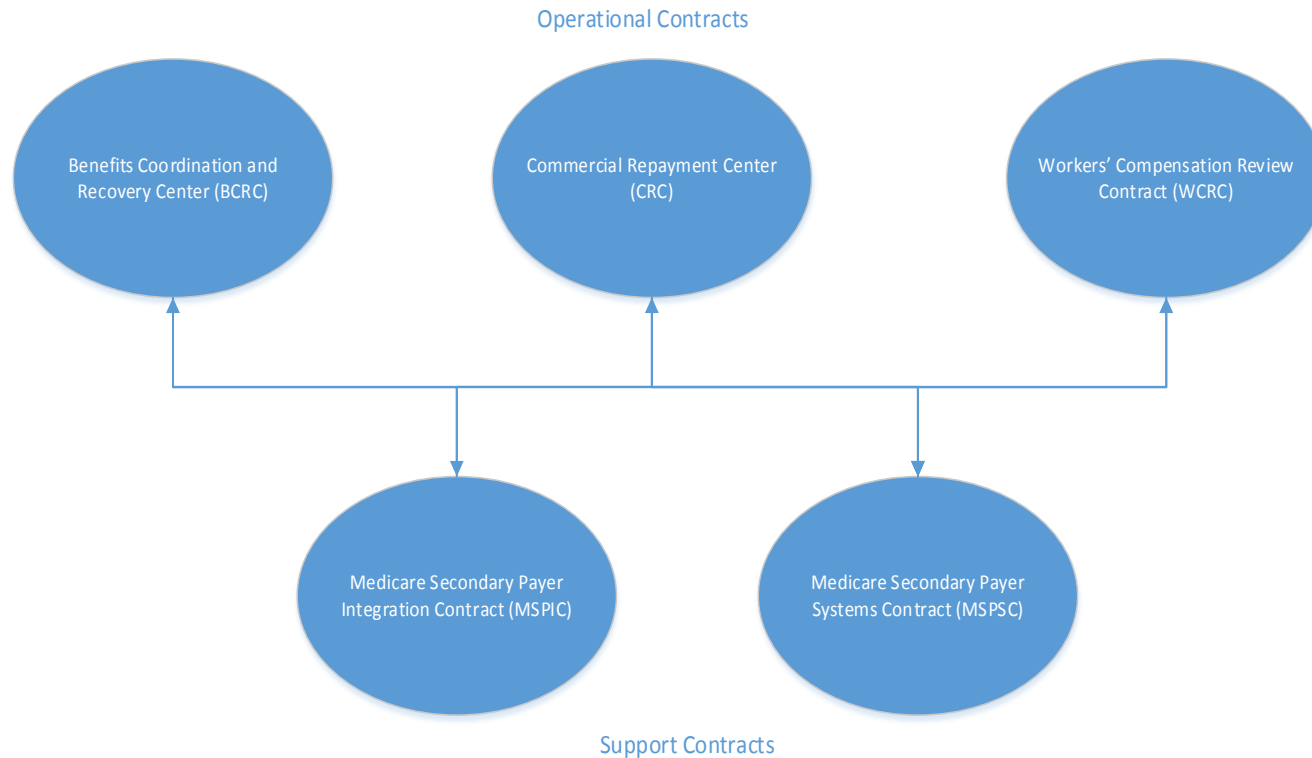 Operational Contracts
Benefits Coordination and
Recovery Center (BCRC)
Commercial Repayment Center
(CRC)
Workers’ Compensation Review
Contract (WCRC)
Medicare Secondary Payer
Integration Contract (MSPIC)
Medicare Secondary Payer
Systems Contract (MSPSC)
Support Contracts